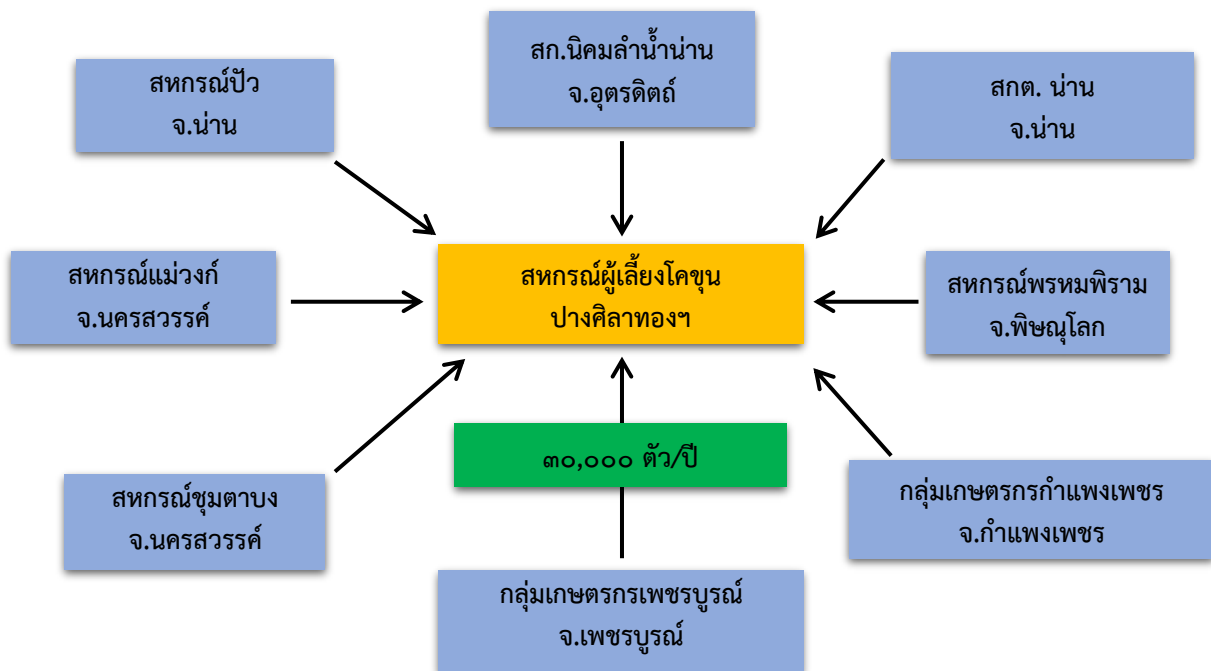 สก.นิคมลำน้ำน่าน
จ.อุตรดิตถ์
สหกรณ์ปัว
จ.น่าน
สกต. น่าน
จ.น่าน
สหกรณ์แม่วงก์
จ.นครสวรรค์
สหกรณ์ผู้เลี้ยงโคขุน
ปางศิลาทองฯ
สหกรณ์พรหมพิราม
จ.พิษณุโลก
๓๐,๐๐๐ ตัว/ปี
สหกรณ์ชุมตาบง
จ.นครสวรรค์
กลุ่มเกษตรกรกำแพงเพชร
จ.กำแพงเพชร
กลุ่มเกษตรกรเพชรบูรณ์
จ.เพชรบูรณ์